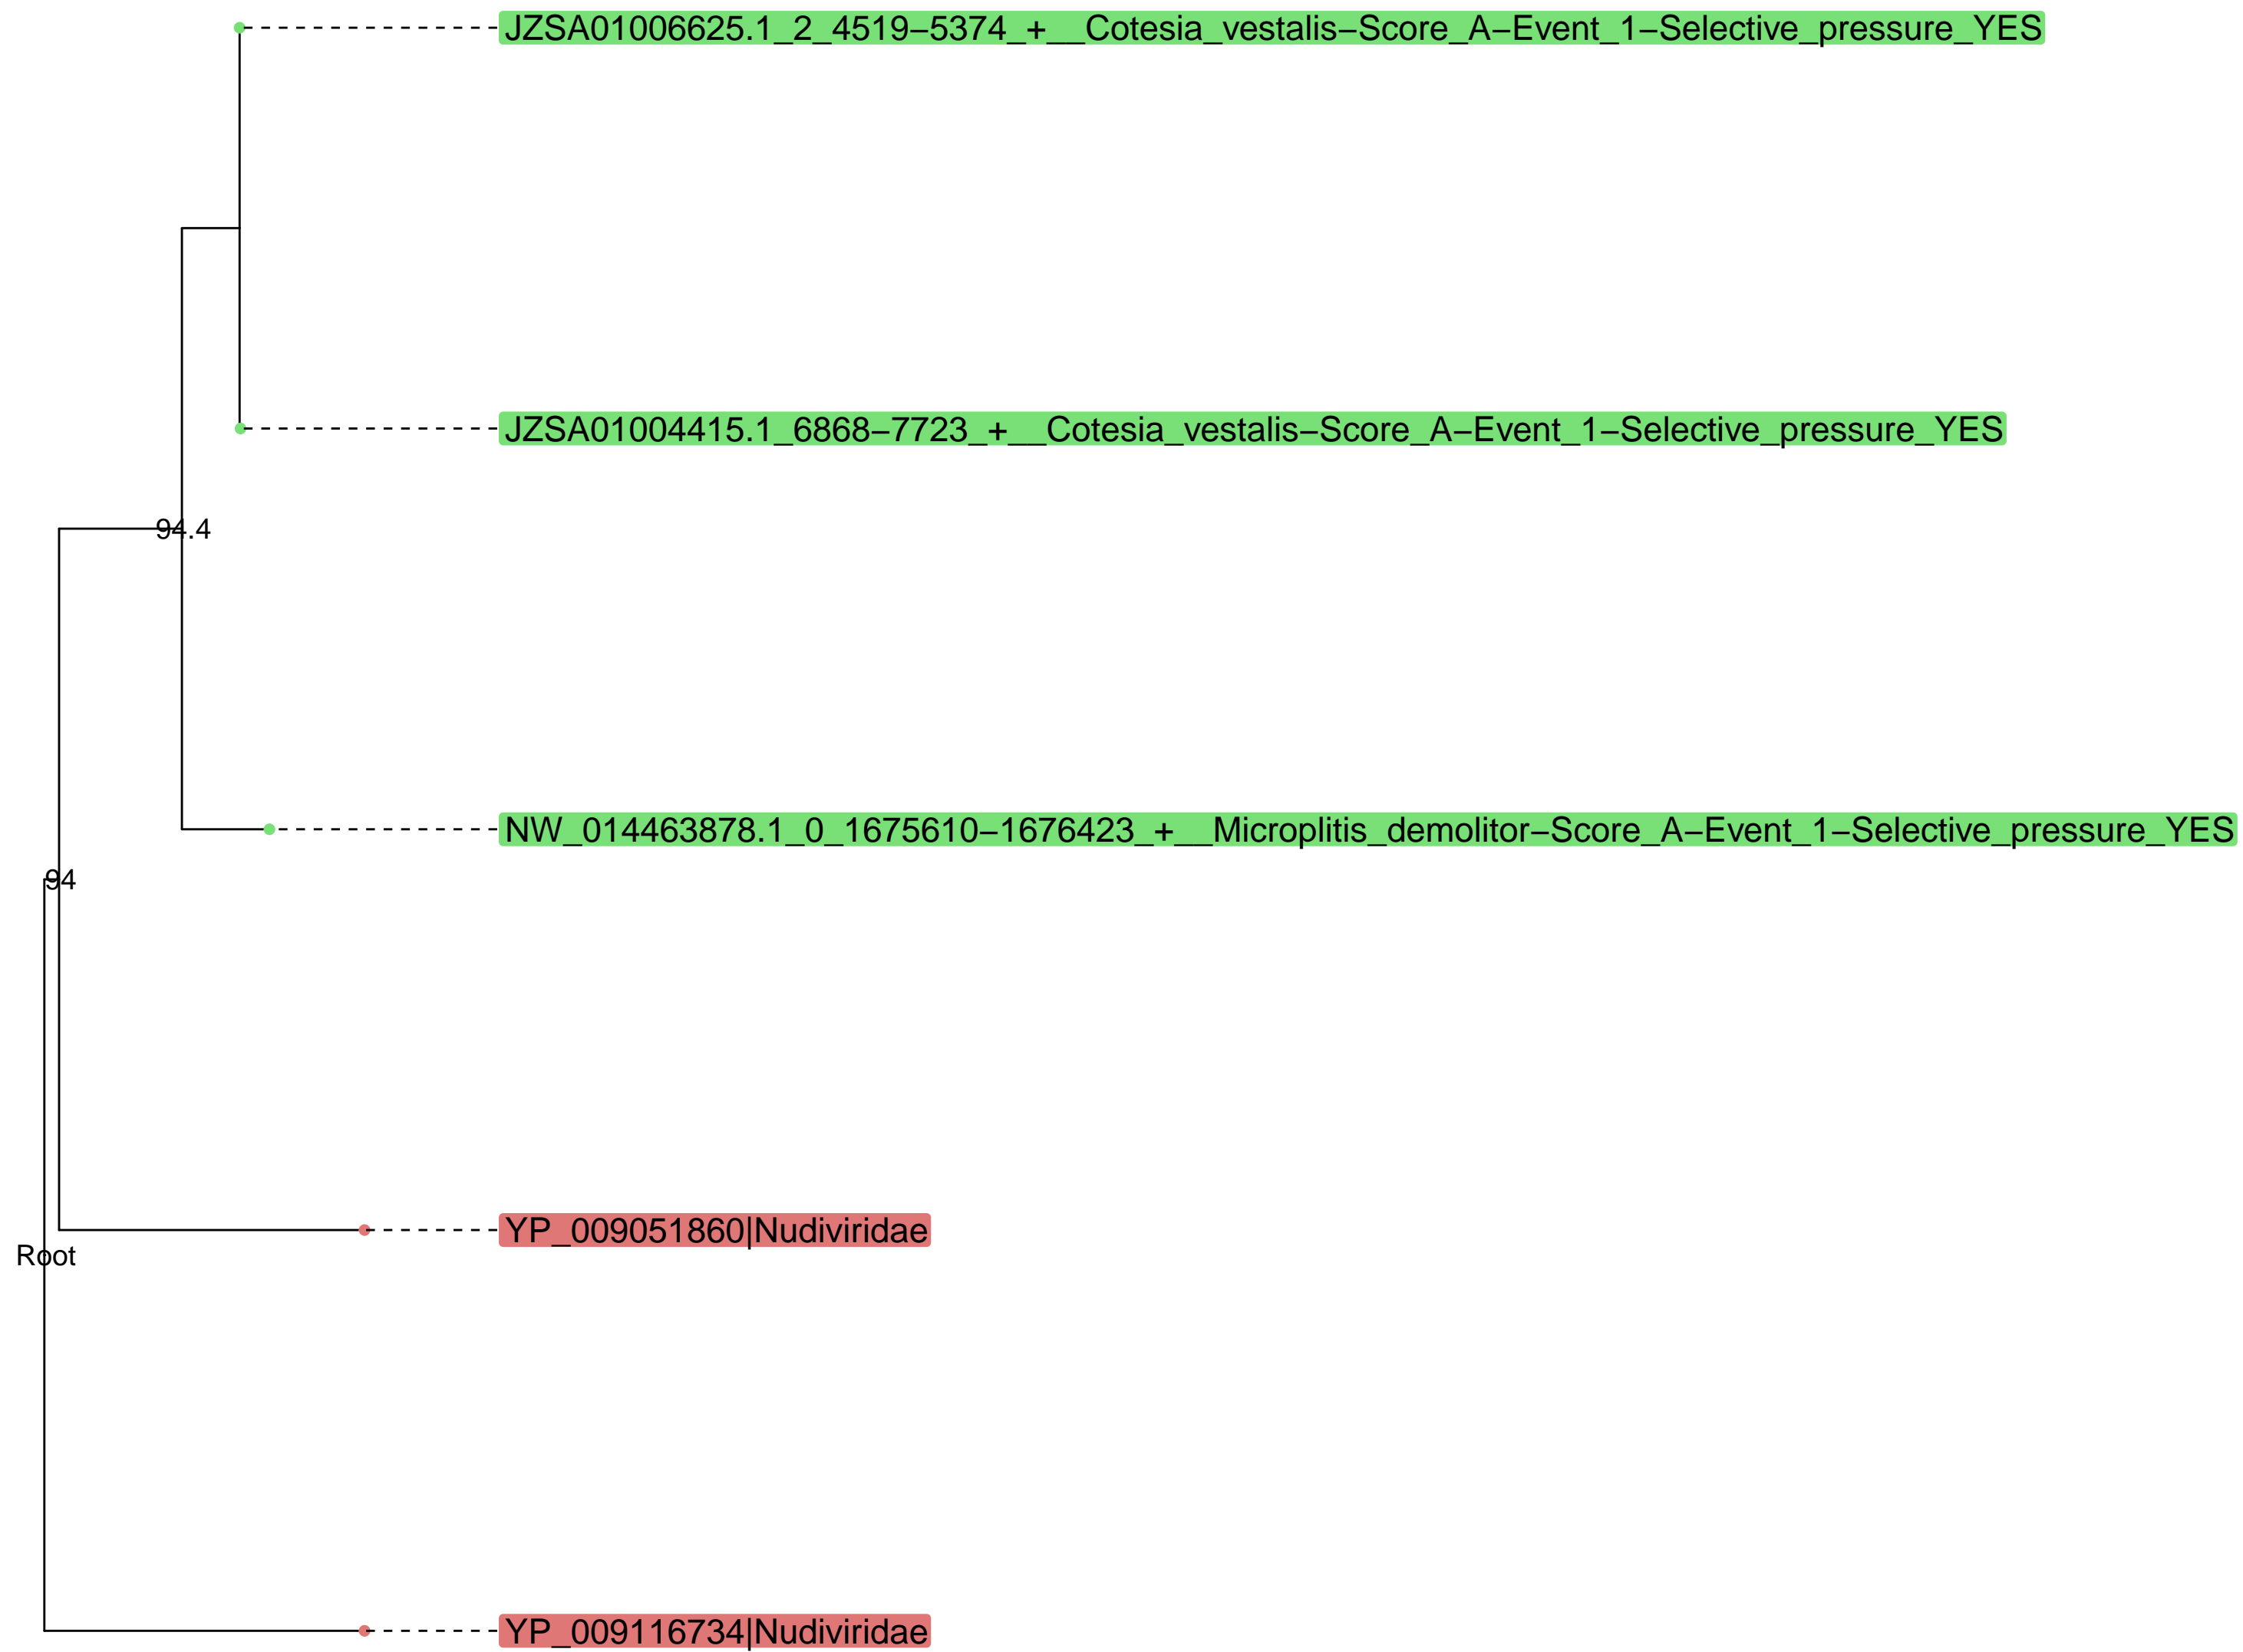 JZSA01006625.1_2_4519−5374_+__Cotesia_vestalis−Score_A−Event_1−Selective_pressure_YES
JZSA01004415.1_6868−7723_+__Cotesia_vestalis−Score_A−Event_1−Selective_pressure_YES
94.4
NW_014463878.1_0_1675610−1676423_+__Microplitis_demolitor−Score_A−Event_1−Selective_pressure_YES
94
YP_009051860|Nudiviridae
Root
YP_009116734|Nudiviridae